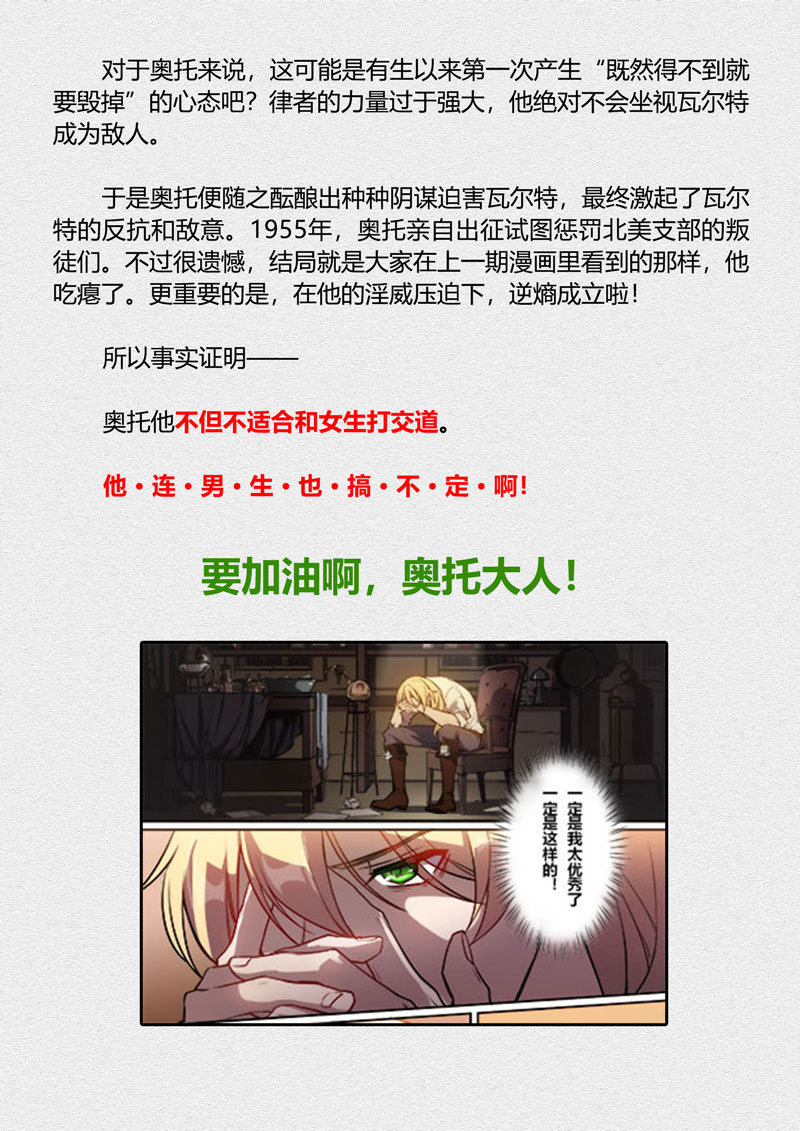 对于奥托来说，这可能是有生以来第一次产生“既然得不到就
要毁掉”的心态吧？律者的力量过于强大，他绝对不会坐视瓦尔特
成为敌人。
于是奥托便随之酝酿出种种阴谋迫害瓦尔特，最终激起了瓦尔
特的反抗和敌意。1955年，奥托亲自出征试图惩罚北美支部的叛
徒们。不过很遗憾，结局就是大家在上一期漫画里看到的那样，他
吃瘪了。更重要的是，在他的淫威压迫下，逆熵成立啦！
所以事实证明——
奥托他不但不适合和女生打交道。
他·连·男·生·也·搞·不·定·啊！
要加油啊，奥托大人！
一定是我太优秀了
一定是这样的！